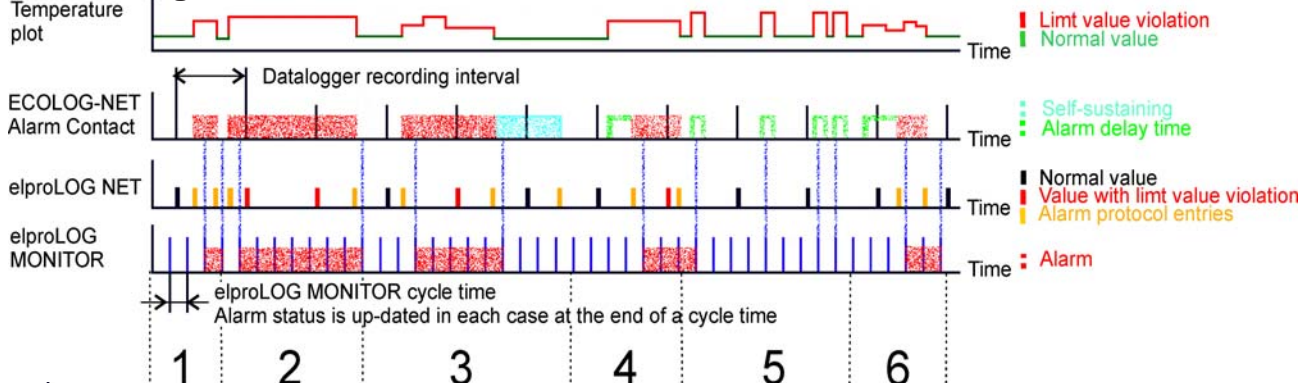 Temperature
plot
Limt value violation
Normal value
Time
Datalogger recording interval
ECOLOG-NET
Alarm Contact
Self-sustaining
Alarm delay time
Time
elproLOG NET
Normal value
Value with limt value violation
Alarm protocol entries
Time
elproLOG
MONITOR
Alarm
Time
elproLOG MONITOR cycle time
Alarm status is up-dated in each case at the end of a cycle time
1 2 3 4 5 6